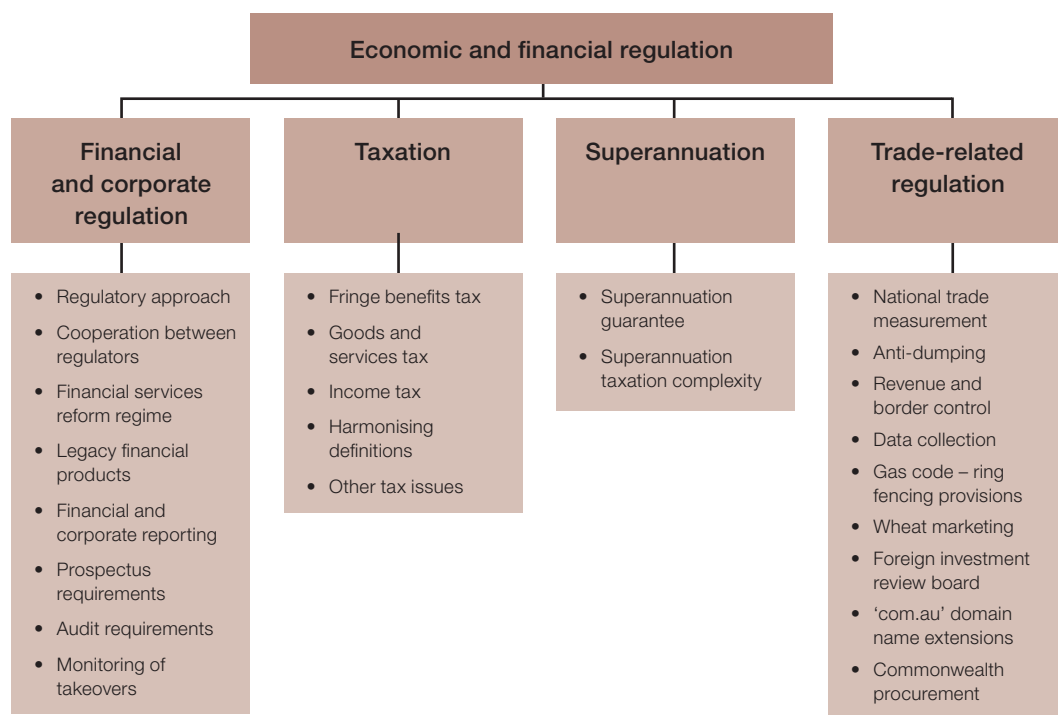 Economic and financial regulation
Financial
and corporate
regulation
• Regulatory approach
• Cooperation between
regulators
• Financial services
reform regime
• Legacy financial
products
• Financial and
corporate reporting
• Prospectus
requirements
• Audit requirements
• Monitoring of
takeovers
Taxation
• Fringe benefits tax
• Goods and
services tax
• Income tax
• Harmonising
definitions
• Other tax issues
Superannuation
• Superannuation
guarantee
• Superannuation
taxation complexity
Trade-related
regulation
• National trade
measurement
• Anti-dumping
• Revenue and
border control
• Data collection
• Gas code – ring
fencing provisions
• Wheat marketing
• Foreign investment
review board
• ‘com.au’ domain
name extensions
• Commonwealth
procurement